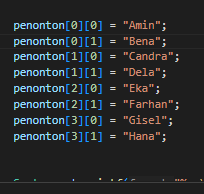 penonton[0][0] = "Amin";
penonton[0][1] = "Bena";
penonton[1][0] = "Candra";
penonton[1][1] = "Dela";
penonton[2][0] = "Eka";
penonton[2][1] = "Farhan";
penonton[3][0] = "Gisel";
penonton[3][1] = "Hana";